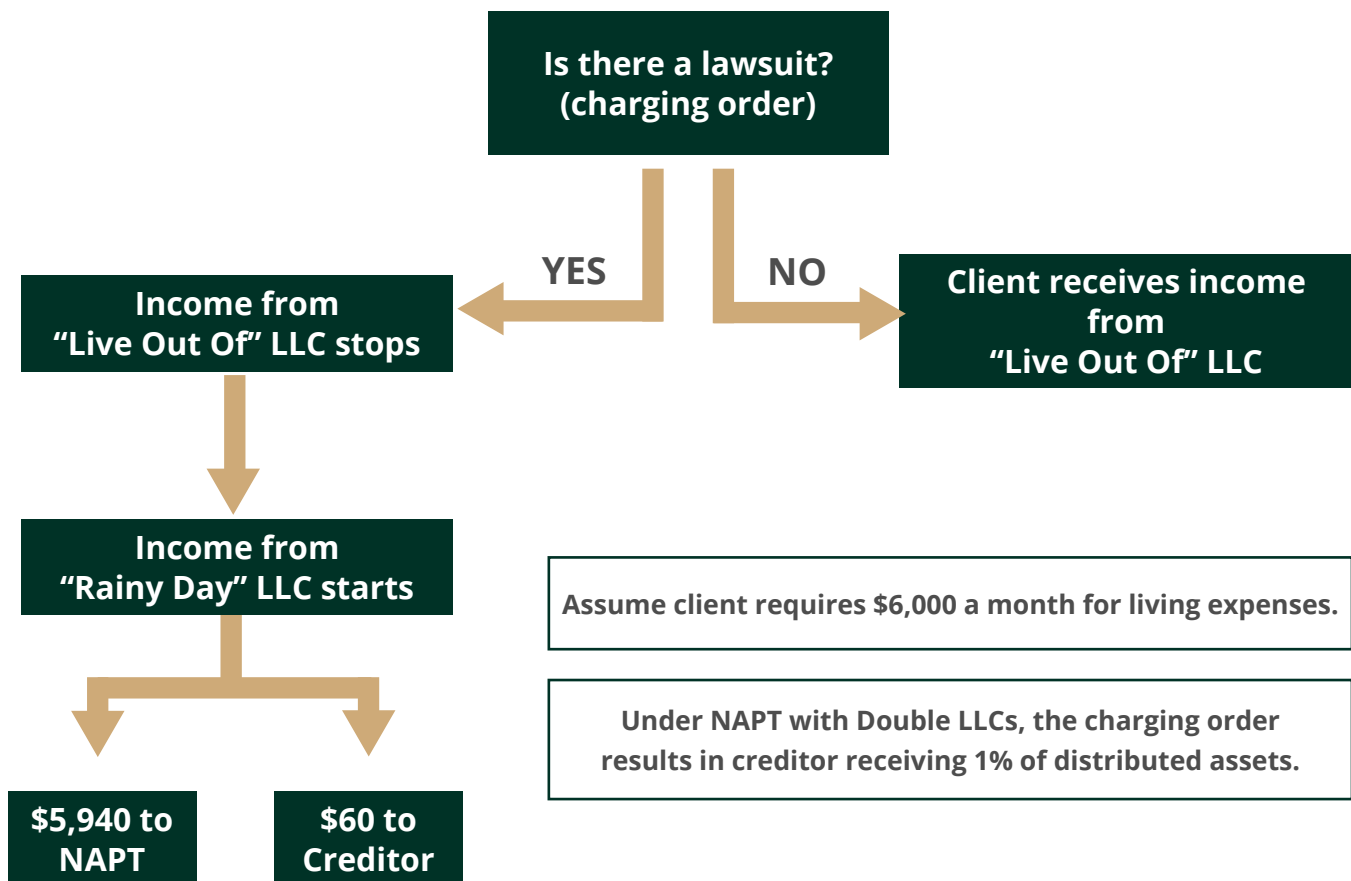 Is there a lawsuit?
(charging order)
YES
NO
Income from
“Live Out Of” LLC stops
Client receives income
from
“Live Out Of” LLC
Income from
“Rainy Day” LLC starts
Assume client requires $6,000 a month for living expenses.
Under NAPT with Double LLCs, the charging order
results in creditor receiving 1% of distributed assets.
$5,940 to
NAPT
$60 to
Creditor